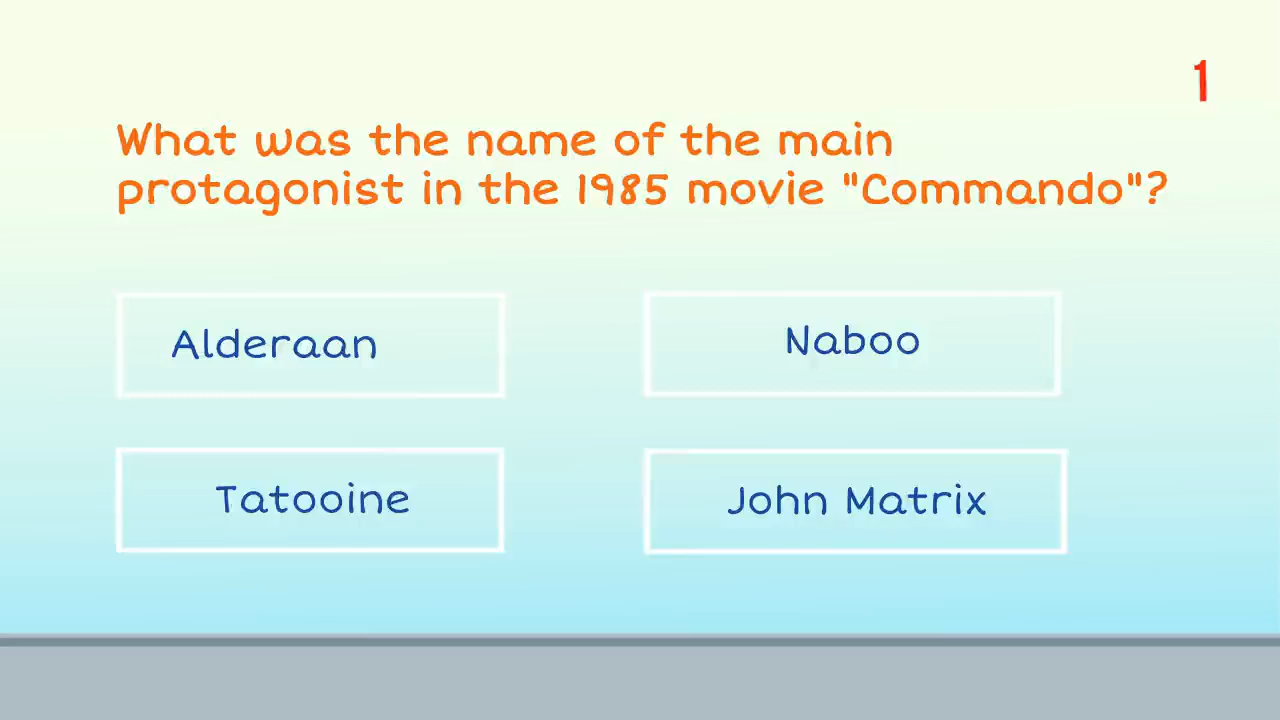 1
What was the name of the main
protagonist in the 1985 movie "Commando"?
Alderaan
Naboo
Tatooine
John Matrix